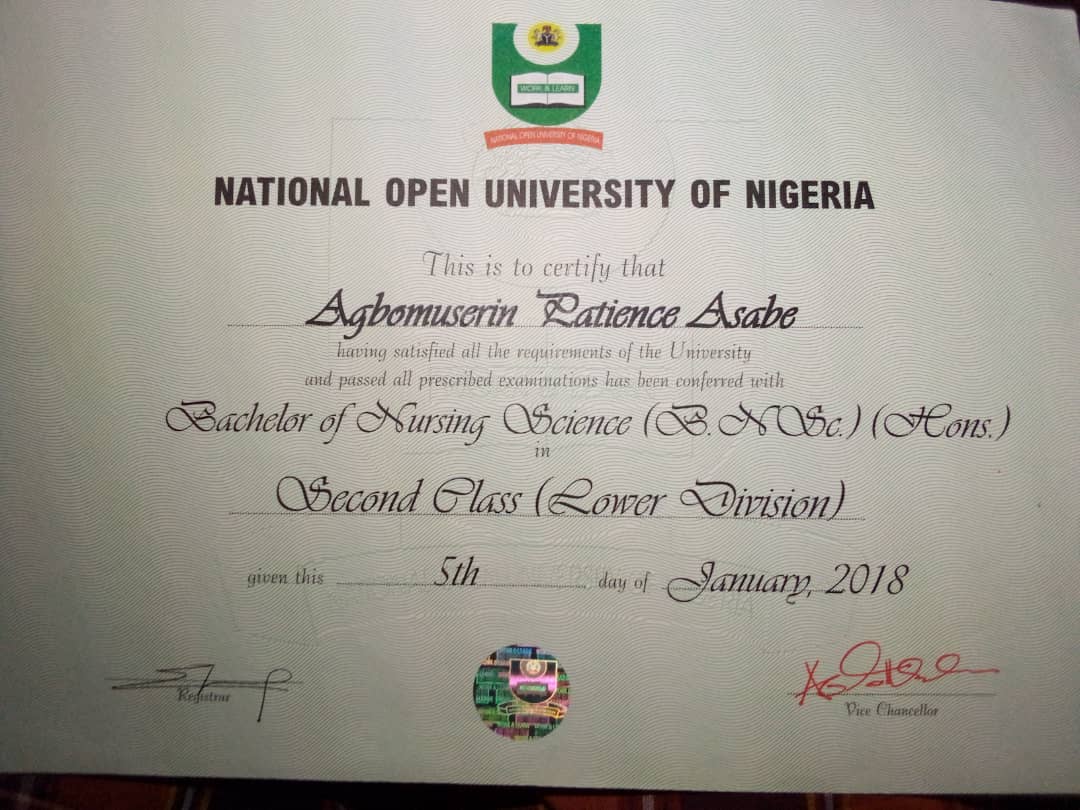 WORK & LEARN
NATIONAL OPEN UNIVERSITY OF NIGERIA
NATIONAL OPEN UNIVERSITY OF NIGERIA
This is to certify that
Agbomuserin Patience Asabe
having satisfied all the requirements of the University
and passed all prescribed examinations has been conferred with
Bachelor of Nursing Science (B.NSc.) (Hons.)
in
Second Class (Lower Division)
given this 5th day of January, 2018
Registrar
Vice Chancellor